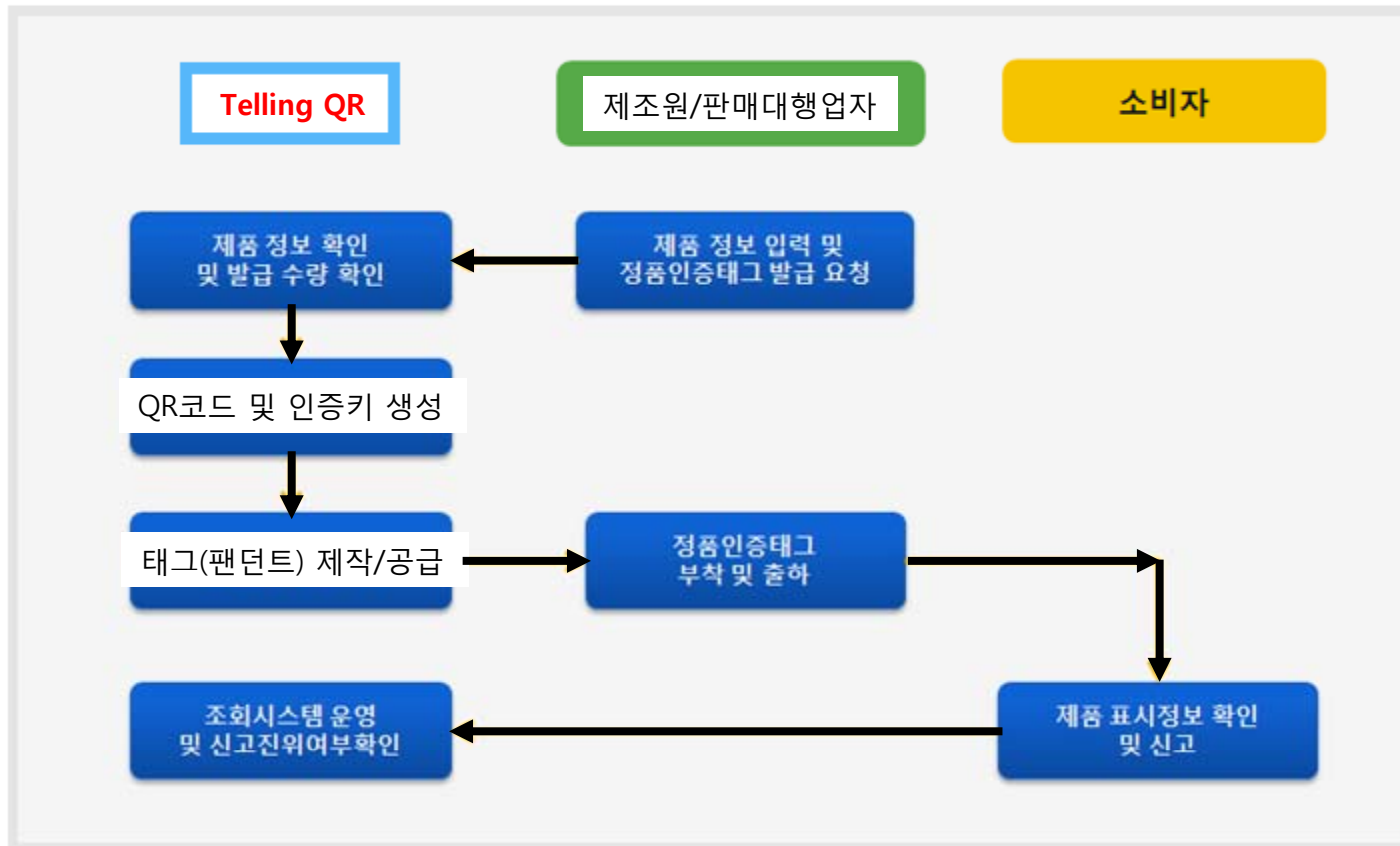 Telling QR
제조원/판매대행업자
소비자
제품 정보 확인
및 발급 수량 확인
제품 정보 입력 및
정품인증태그 발급 요청
QR코드 및 인증키 생성
태그(팬던트) 제작/공급
정품인증태그
부착 및 출하
조회시스템 운영
및 신고진위여부확인
제품 표시정보 확인
및 신고